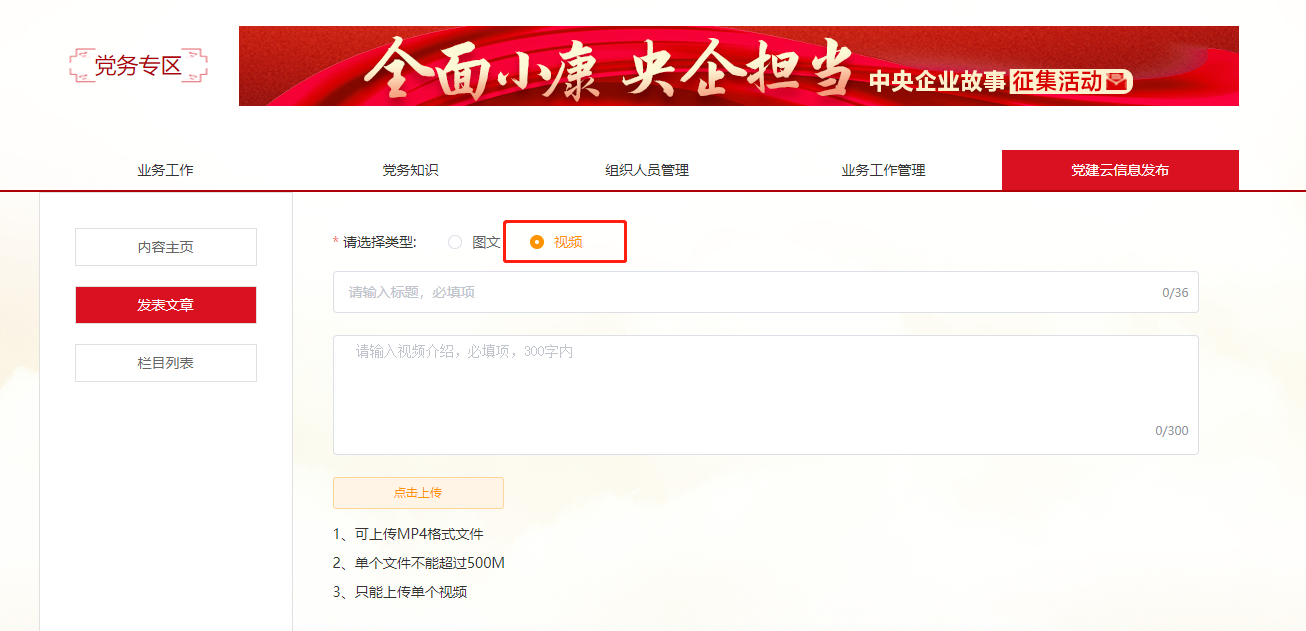 党务专区
全面小康 央企担当 中央企业故事征集活动
业务工作 党务知识 组织人员管理 业务工作管理 党建云信息发布
内容主页
发表文章
栏目列表
* 请选择类型: 图文 视频
请输入标题，必填项 0/36
请输入视频介绍，必填项，300字内
0/300
点击上传
1、可上传MP4格式文件
2、单个文件不能超过500M
3、只能上传单个视频